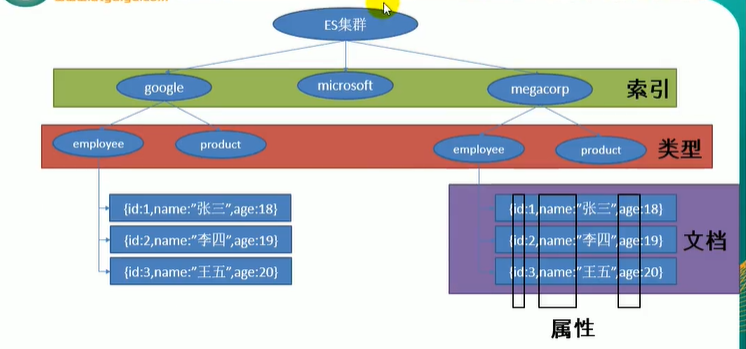 ES集群
google
microsoft
megacorp
索引
employee
product
employee
product
类型
{id:1,name:"张三",age:18}
{id:2,name:"李四",age:19}
{id:3,name:"王五",age:20}
{id:1,name:"张三",age:18}
{id:2,name:"李四",age:19}
{id:3,name:"王五",age:20}
文档
属性